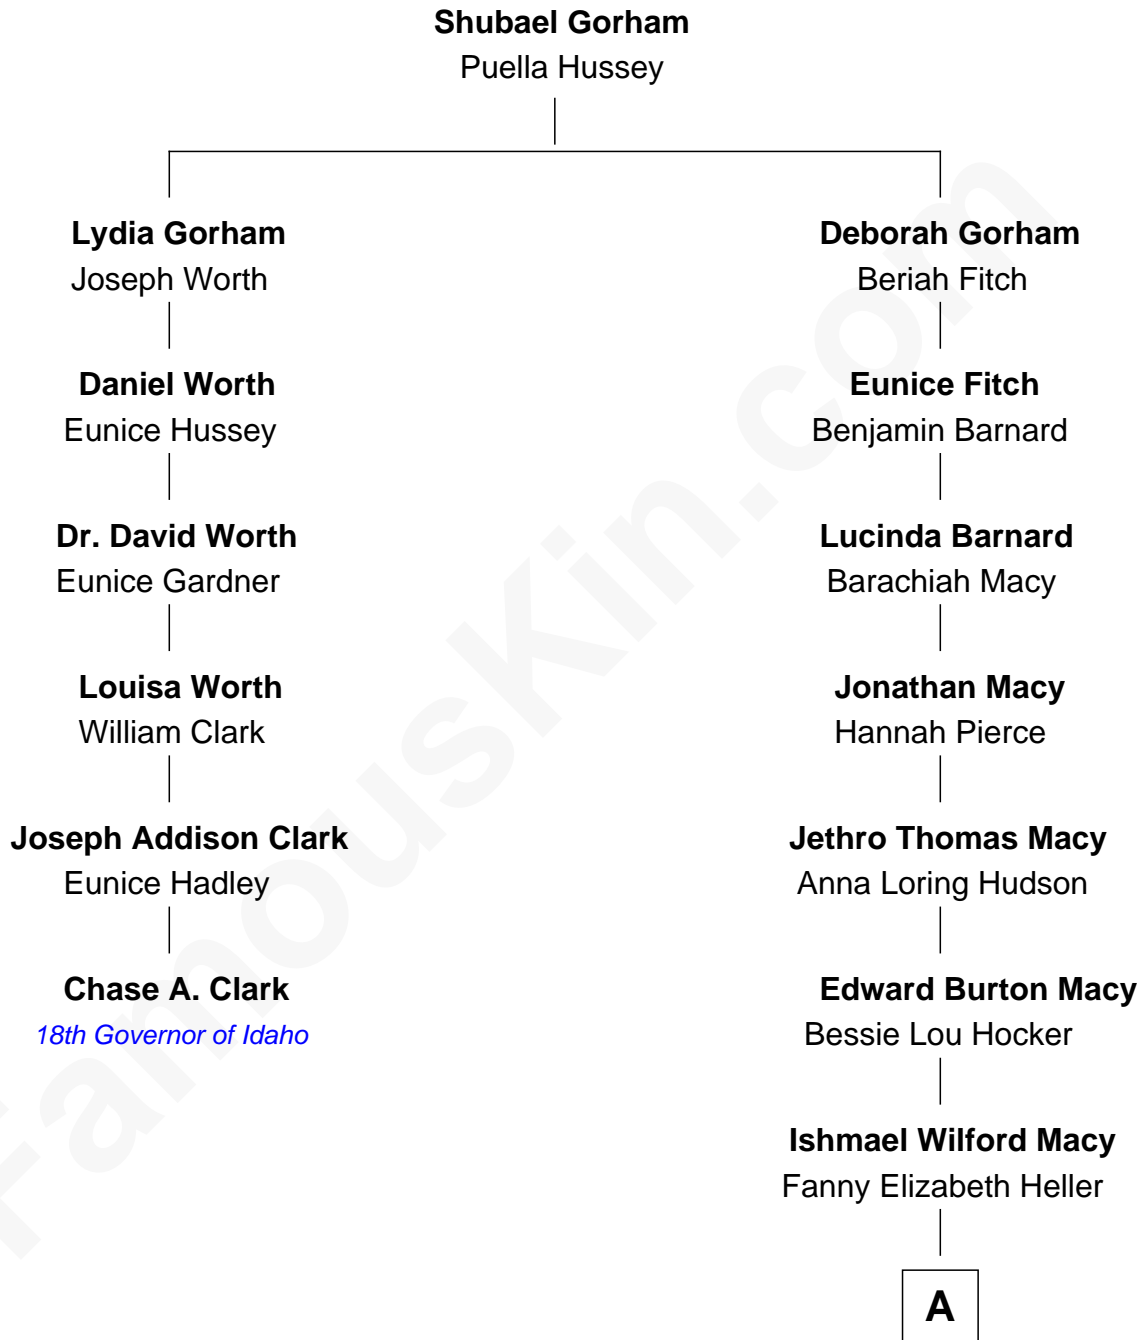 Shubael Gorham
Puella Hussey
Lydia Gorham
Joseph Worth
Deborah Gorham
Beriah Fitch
Daniel Worth
Eunice Hussey
Eunice Fitch
Benjamin Barnard
Dr. David Worth
Eunice Gardner
Lucinda Barnard
Barachiah Macy
Louisa Worth
William Clark
Jonathan Macy
Hannah Pierce
Joseph Addison Clark
Eunice Hadley
Jethro Thomas Macy
Anna Loring Hudson
Chase A. Clark
18th Governor of Idaho
Edward Burton Macy
Bessie Lou Hocker
Ishmael Wilford Macy
Fanny Elizabeth Heller
A
FamousKin.com